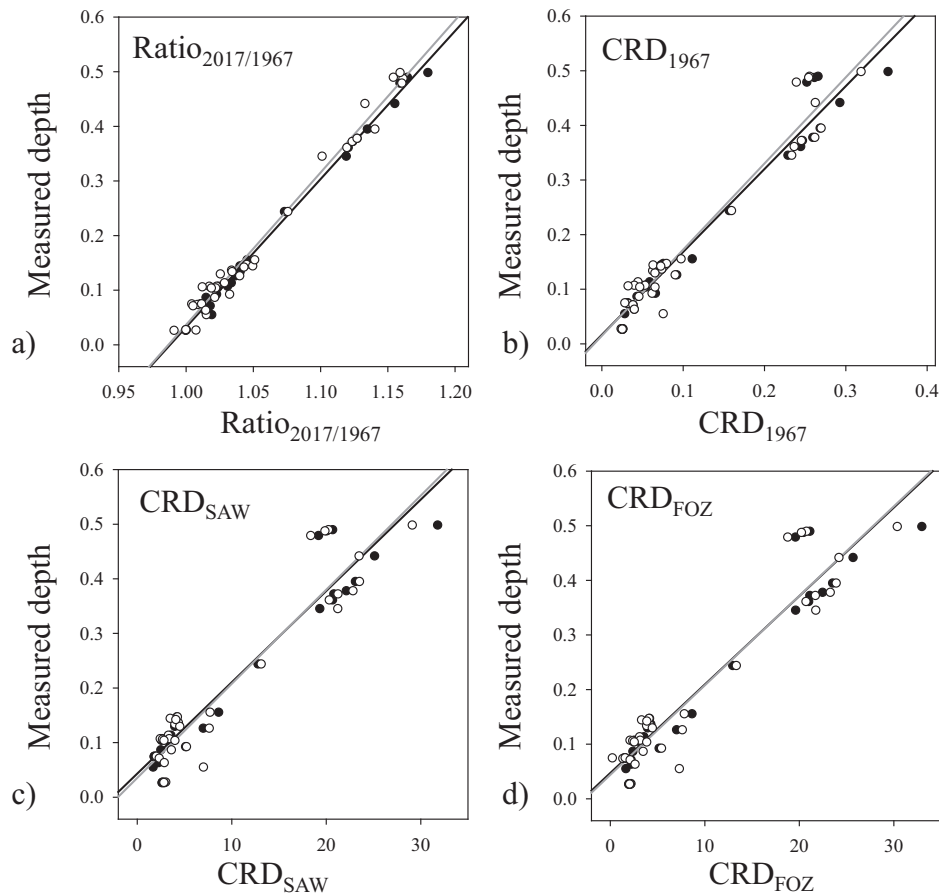 0.6
0.5
0.4
0.3
0.2
0.1
0.0
Measured depth
Ratio2017/1967
a)
0.95 1.00 1.05 1.10 1.15 1.20
Ratio2017/1967
0.6
0.5
0.4
0.3
0.2
0.1
0.0
Measured depth
CRD1967
b)
0.0 0.1 0.2 0.3 0.4
CRD1967
0.6
0.5
0.4
0.3
0.2
0.1
0.0
Measured depth
CRDSAW
c)
0 10 20 30
CRDSAW
0.6
0.5
0.4
0.3
0.2
0.1
0.0
Measured depth
CRDFOZ
d)
0 10 20 30
CRDFOZ